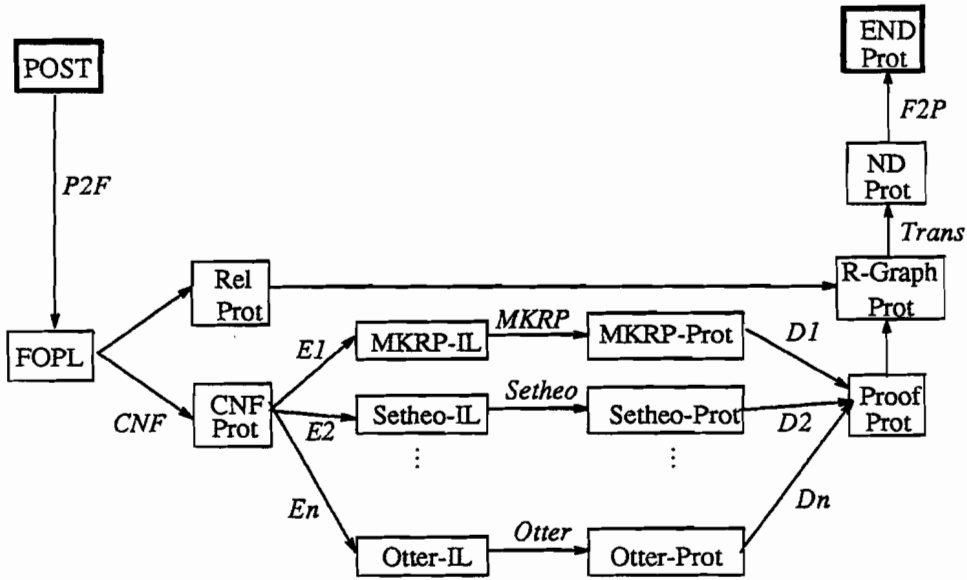 POST
END
Prot
F2P
ND
Prot
P2F
Trans
Rel
Prot
R-Graph
Prot
FOPL
CNF
CNF
Prot
E1
MKRP-IL
MKRP
MKRP-Prot
D1
E2
Setheo-IL
Setheo
Setheo-Prot
D2
Proof
Prot
⋮
⋮
En
Otter-IL
Otter
Otter-Prot
Dn